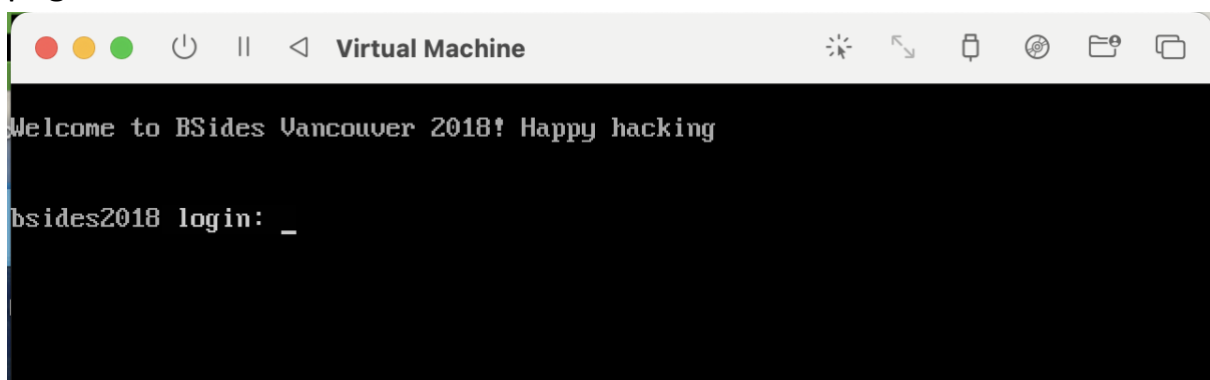 Virtual Machine
Welcome to BSides Vancouver 2018! Happy hacking
bsides2018 login: _